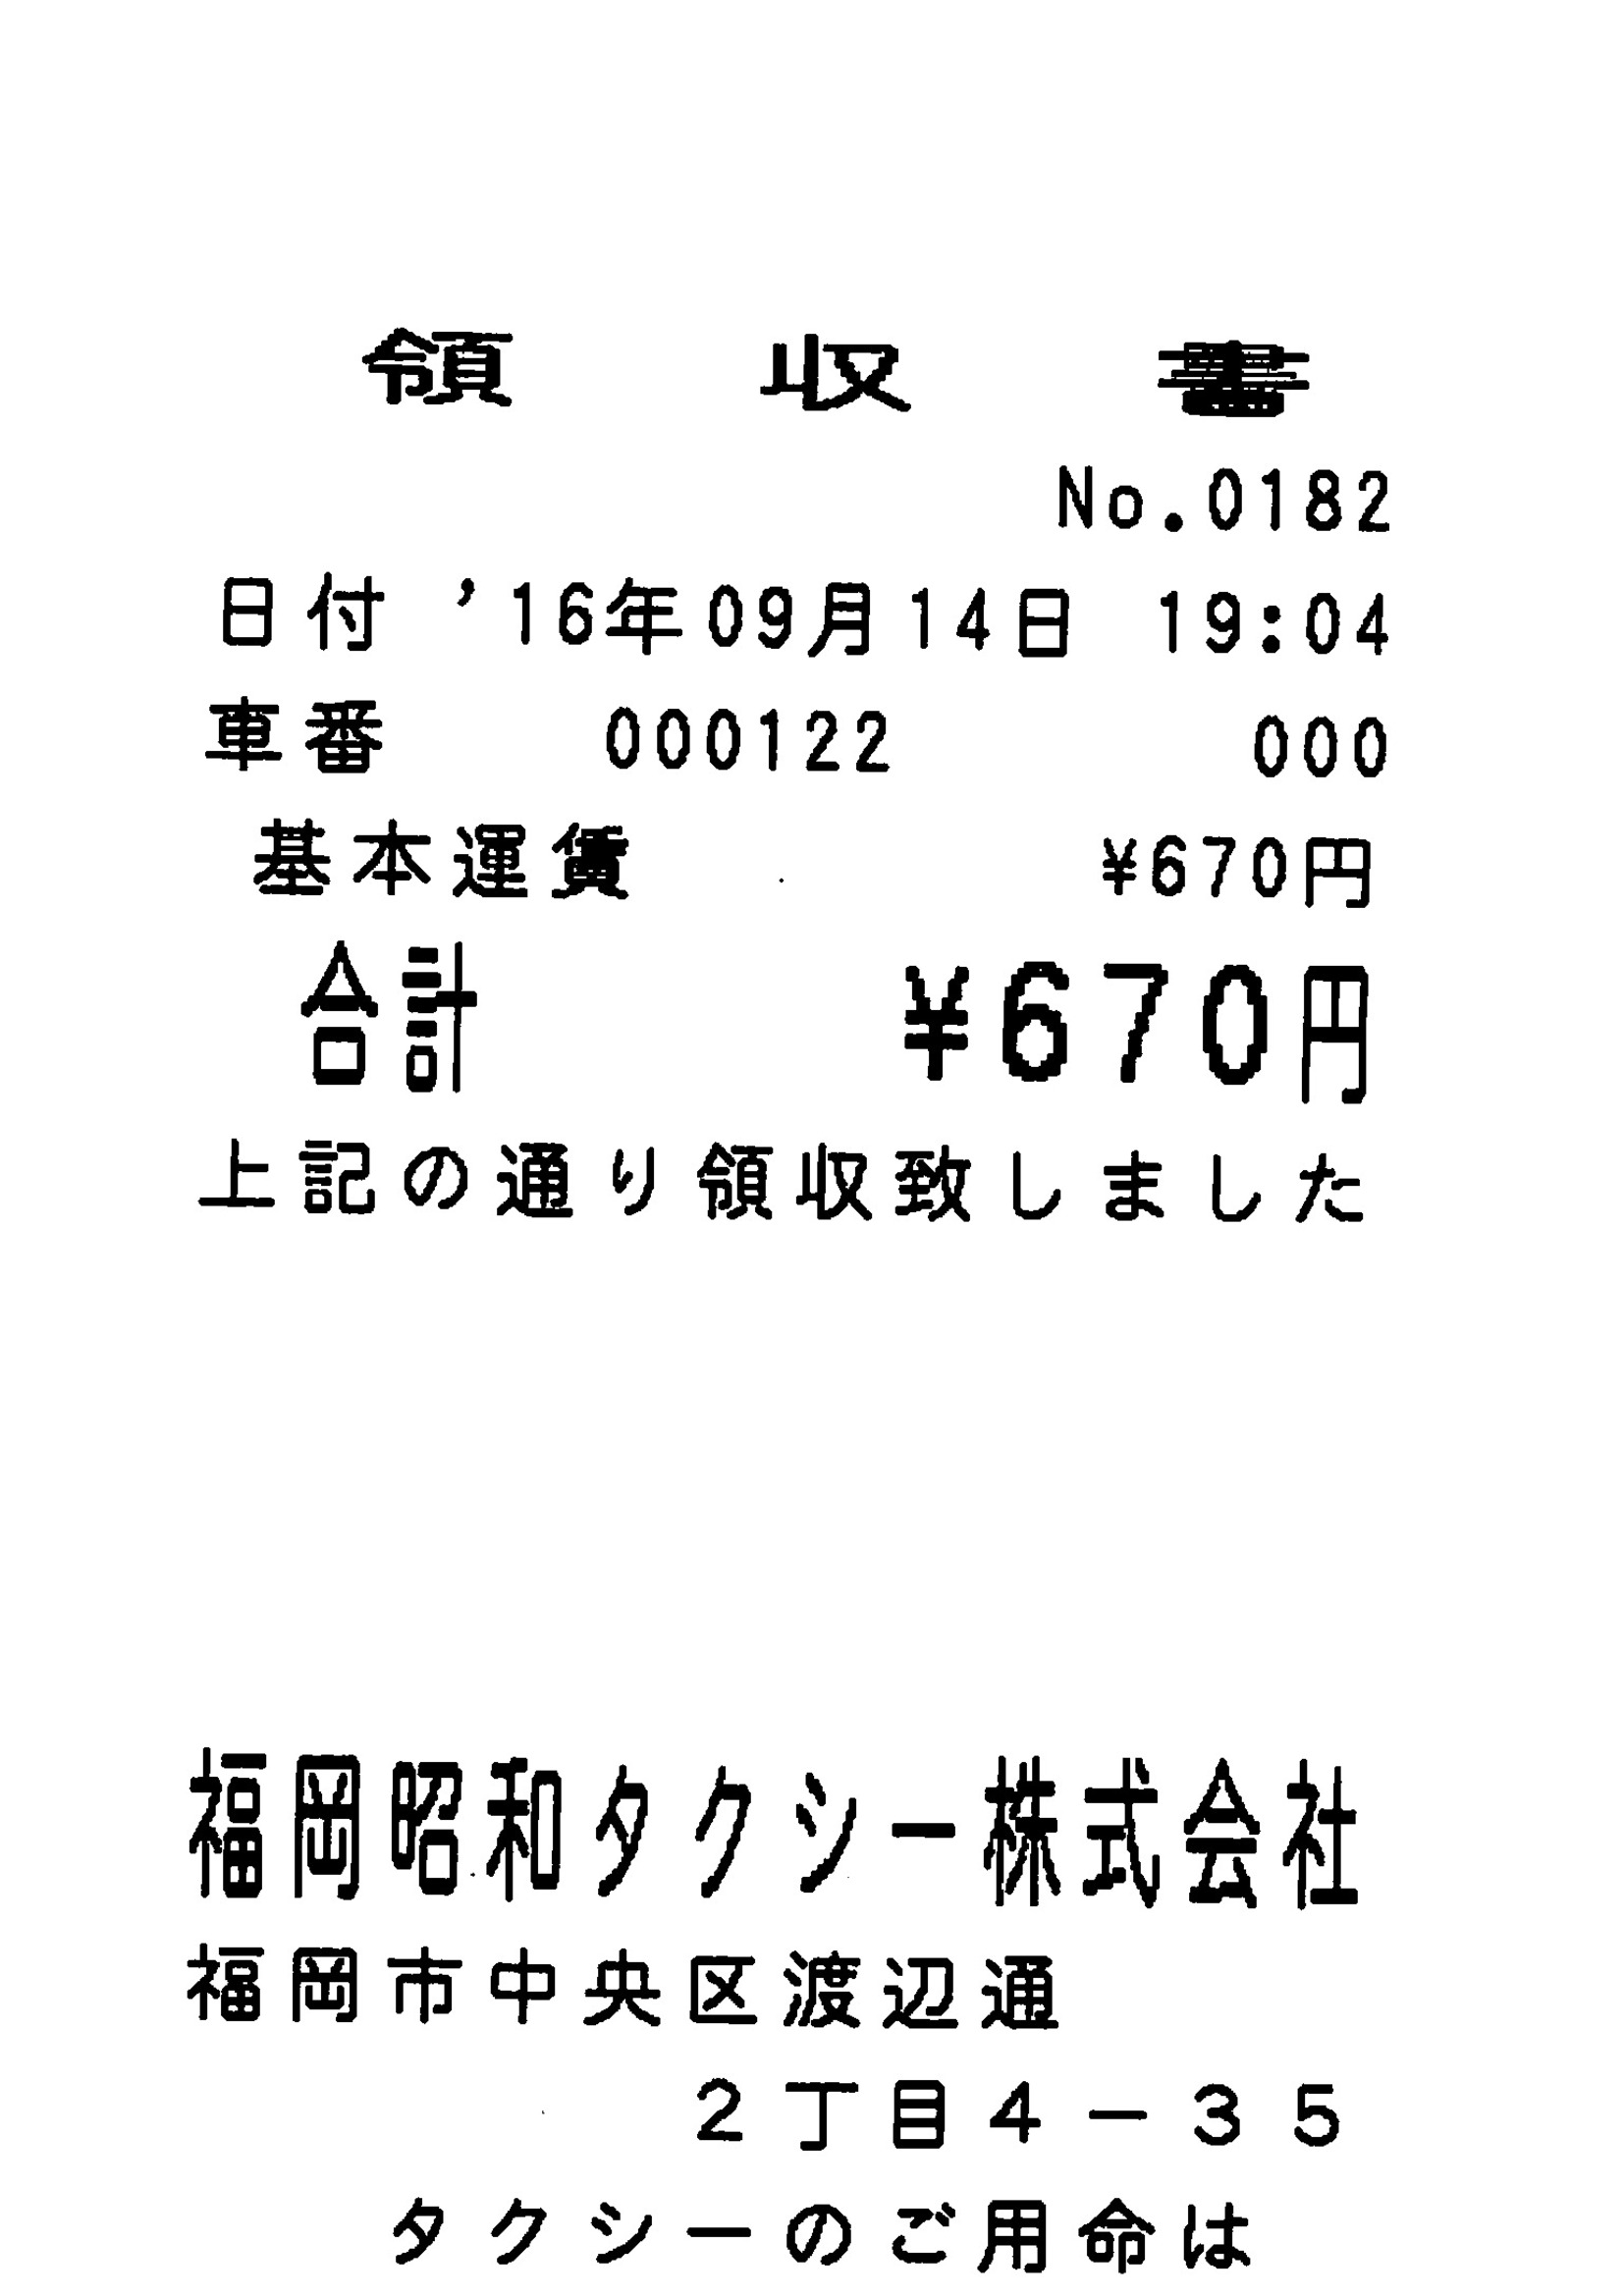 領収書
No.0182
日付 '16年09月14日 19:04
車番 000122 000
基本運賃 ¥670円
合計 ¥670円
上記の通り領収致しました
福岡昭和タクシー株式会社
福岡市中央区渡辺通
2丁目4-35
タクシーのご用命は